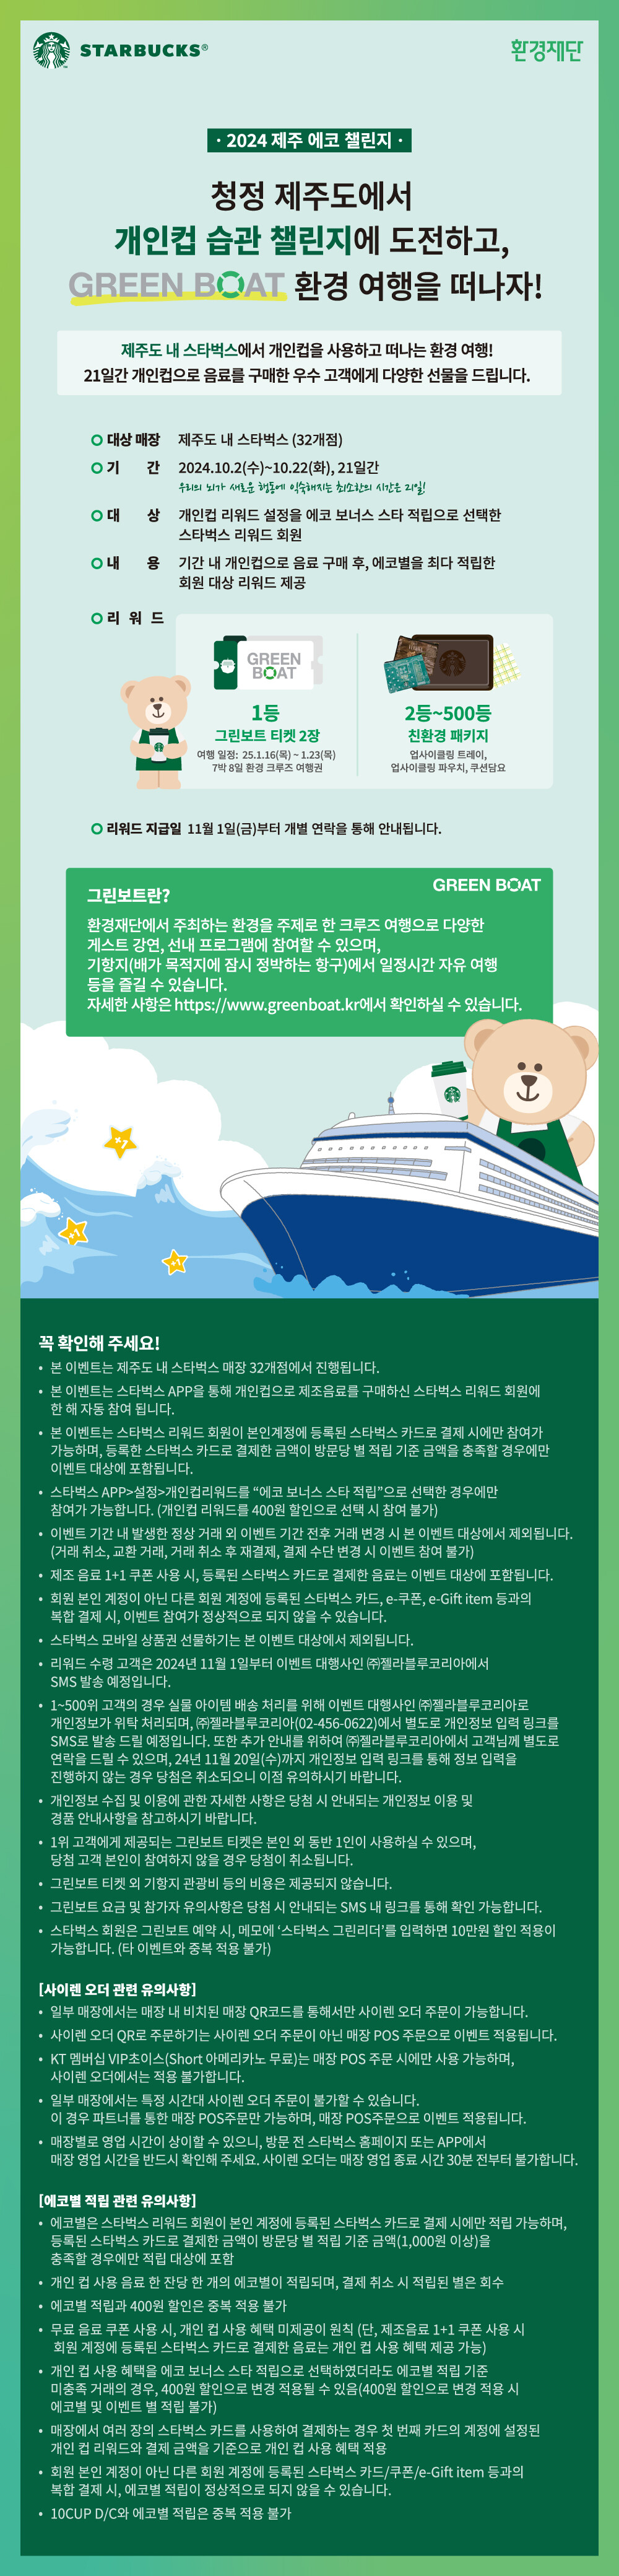 STARBUCKS®
환경재단
· 2024 제주 에코 챌린지 ·
청정 제주도에서
개인컵 습관 챌린지에 도전하고,
GREEN BOAT 환경 여행을 떠나자!
제주도 내 스타벅스에서 개인컵을 사용하고 떠나는 환경 여행!
21일간 개인컵으로 음료를 구매한 우수 고객에게 다양한 선물을 드립니다.
대상 매장 제주도 내 스타벅스 (32개점)
기 간 2024.10.2(수)~10.22(화), 21일간
우리의 뇌가 새로운 행동에 익숙해지는 최소한의 시간은 21일!
대 상 개인컵 리워드 설정을 에코 보너스 스타 적립으로 선택한
스타벅스 리워드 회원
내 용 기간 내 개인컵으로 음료 구매 후, 에코별을 최다 적립한
회원 대상 리워드 제공
리 워 드
GREEN
BOAT
1등
그린보트 티켓 2장
여행 일정: 25.1.16(목) ~ 1.23(목)
7박 8일 환경 크루즈 여행권
2등~500등
친환경 패키지
업사이클링 트레이,
업사이클링 파우치, 쿠션담요
리워드 지급일 11월 1일(금)부터 개별 연락을 통해 안내됩니다.
그린보트란?
GREEN BOAT
환경재단에서 주최하는 환경을 주제로 한 크루즈 여행으로 다양한
게스트 강연, 선내 프로그램에 참여할 수 있으며,
기항지(배가 목적지에 잠시 정박하는 항구)에서 일정시간 자유 여행
등을 즐길 수 있습니다.
자세한 사항은 https://www.greenboat.kr에서 확인하실 수 있습니다.
꼭 확인해 주세요!
• 본 이벤트는 제주도 내 스타벅스 매장 32개점에서 진행됩니다.
• 본 이벤트는 스타벅스 APP을 통해 개인컵으로 제조음료를 구매하신 스타벅스 리워드 회원에
한 해 자동 참여 됩니다.
• 본 이벤트는 스타벅스 리워드 회원이 본인계정에 등록된 스타벅스 카드로 결제 시에만 참여가
가능하며, 등록한 스타벅스 카드로 결제한 금액이 방문당 별 적립 기준 금액을 충족할 경우에만
이벤트 대상에 포함됩니다.
• 스타벅스 APP>설정>개인컵리워드를 “에코 보너스 스타 적립”으로 선택한 경우에만
참여가 가능합니다. (개인컵 리워드를 400원 할인으로 선택 시 참여 불가)
• 이벤트 기간 내 발생한 정상 거래 외 이벤트 기간 전후 거래 변경 시 본 이벤트 대상에서 제외됩니다.
(거래 취소, 교환 거래, 거래 취소 후 재결제, 결제 수단 변경 시 이벤트 참여 불가)
• 제조 음료 1+1 쿠폰 사용 시, 등록된 스타벅스 카드로 결제한 음료는 이벤트 대상에 포함됩니다.
• 회원 본인 계정이 아닌 다른 회원 계정에 등록된 스타벅스 카드, e-쿠폰, e-Gift item 등과의
복합 결제 시, 이벤트 참여가 정상적으로 되지 않을 수 있습니다.
• 스타벅스 모바일 상품권 선물하기는 본 이벤트 대상에서 제외됩니다.
• 리워드 수령 고객은 2024년 11월 1일부터 이벤트 대행사인 ㈜젤라블루코리아에서
SMS 발송 예정입니다.
• 1~500위 고객의 경우 실물 아이템 배송 처리를 위해 이벤트 대행사인 ㈜젤라블루코리아로
개인정보가 위탁 처리되며, ㈜젤라블루코리아(02-456-0622)에서 별도로 개인정보 입력 링크를
SMS로 발송 드릴 예정입니다. 또한 추가 안내를 위하여 ㈜젤라블루코리아에서 고객님께 별도로
연락을 드릴 수 있으며, 24년 11월 20일(수)까지 개인정보 입력 링크를 통해 정보 입력을
진행하지 않는 경우 당첨은 취소되오니 이점 유의하시기 바랍니다.
• 개인정보 수집 및 이용에 관한 자세한 사항은 당첨 시 안내되는 개인정보 이용 및
경품 안내사항을 참고하시기 바랍니다.
• 1위 고객에게 제공되는 그린보트 티켓은 본인 외 동반 1인이 사용하실 수 있으며,
당첨 고객 본인이 참여하지 않을 경우 당첨이 취소됩니다.
• 그린보트 티켓 외 기항지 관광비 등의 비용은 제공되지 않습니다.
• 그린보트 요금 및 참가자 유의사항은 당첨 시 안내되는 SMS 내 링크를 통해 확인 가능합니다.
• 스타벅스 회원은 그린보트 예약 시, 메모에 ‘스타벅스 그린리더’를 입력하면 10만원 할인 적용이
가능합니다. (타 이벤트와 중복 적용 불가)
[사이렌 오더 관련 유의사항]
• 일부 매장에서는 매장 내 비치된 매장 QR코드를 통해서만 사이렌 오더 주문이 가능합니다.
• 사이렌 오더 QR로 주문하기는 사이렌 오더 주문이 아닌 매장 POS 주문으로 이벤트 적용됩니다.
• KT 멤버십 VIP초이스(Short 아메리카노 무료)는 매장 POS 주문 시에만 사용 가능하며,
사이렌 오더에서는 적용 불가합니다.
• 일부 매장에서는 특정 시간대 사이렌 오더 주문이 불가할 수 있습니다.
이 경우 파트너를 통한 매장 POS주문만 가능하며, 매장 POS주문으로 이벤트 적용됩니다.
• 매장별로 영업 시간이 상이할 수 있으니, 방문 전 스타벅스 홈페이지 또는 APP에서
매장 영업 시간을 반드시 확인해 주세요. 사이렌 오더는 매장 영업 종료 시간 30분 전부터 불가합니다.
[에코별 적립 관련 유의사항]
• 에코별은 스타벅스 리워드 회원이 본인 계정에 등록된 스타벅스 카드로 결제 시에만 적립 가능하며,
등록된 스타벅스 카드로 결제한 금액이 방문당 별 적립 기준 금액(1,000원 이상)을
충족할 경우에만 적립 대상에 포함
• 개인 컵 사용 음료 한 잔당 한 개의 에코별이 적립되며, 결제 취소 시 적립된 별은 회수
• 에코별 적립과 400원 할인은 중복 적용 불가
• 무료 음료 쿠폰 사용 시, 개인 컵 사용 혜택 미제공이 원칙 (단, 제조음료 1+1 쿠폰 사용 시
회원 계정에 등록된 스타벅스 카드로 결제한 음료는 개인 컵 사용 혜택 제공 가능)
• 개인 컵 사용 혜택을 에코 보너스 스타 적립으로 선택하였더라도 에코별 적립 기준
미충족 거래의 경우, 400원 할인으로 변경 적용될 수 있음(400원 할인으로 변경 적용 시
에코별 및 이벤트 별 적립 불가)
• 매장에서 여러 장의 스타벅스 카드를 사용하여 결제하는 경우 첫 번째 카드의 계정에 설정된
개인 컵 리워드와 결제 금액을 기준으로 개인 컵 사용 혜택 적용
• 회원 본인 계정이 아닌 다른 회원 계정에 등록된 스타벅스 카드/쿠폰/e-Gift item 등과의
복합 결제 시, 에코별 적립이 정상적으로 되지 않을 수 있습니다.
• 10CUP D/C와 에코별 적립은 중복 적용 불가